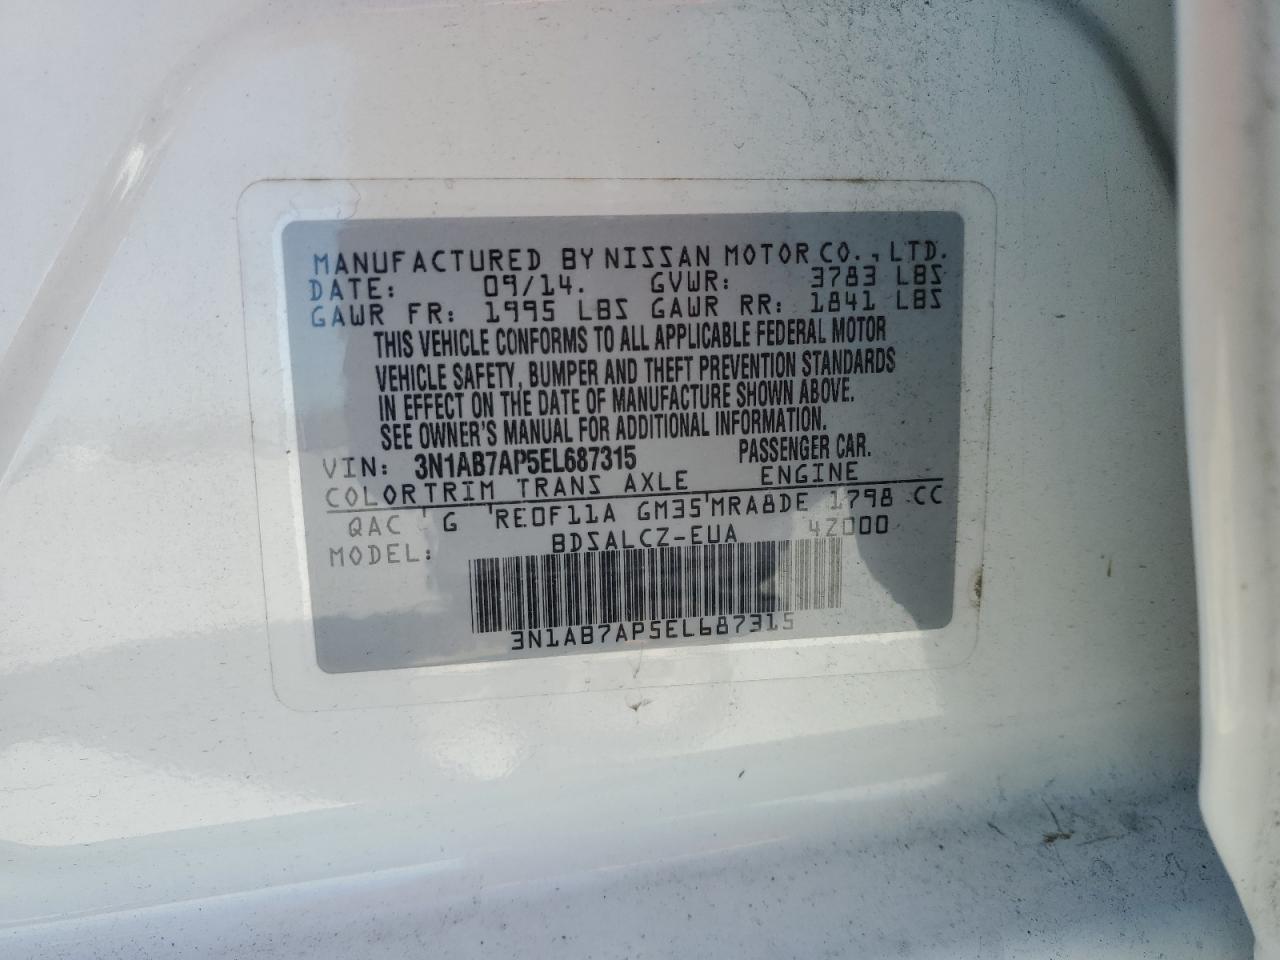 MANUFACTURED BY NISSAN MOTOR CO., LTD.
DATE: 09/14. GVWR: 3783 LBS
GAWR FR: 1995 LBS GAWR RR: 1841 LBS
THIS VEHICLE CONFORMS TO ALL APPLICABLE FEDERAL MOTOR
VEHICLE SAFETY, BUMPER AND THEFT PREVENTION STANDARDS
IN EFFECT ON THE DATE OF MANUFACTURE SHOWN ABOVE.
SEE OWNER'S MANUAL FOR ADDITIONAL INFORMATION.
VIN: 3N1AB7AP5EL687315 PASSENGER CAR.
COLOR TRIM TRANS AXLE ENGINE
QAC G RE0F11A GM35 MRA8DE 1798 CC
MODEL: BDSALCZ-EUA 4Z000
3N1AB7AP5EL687315